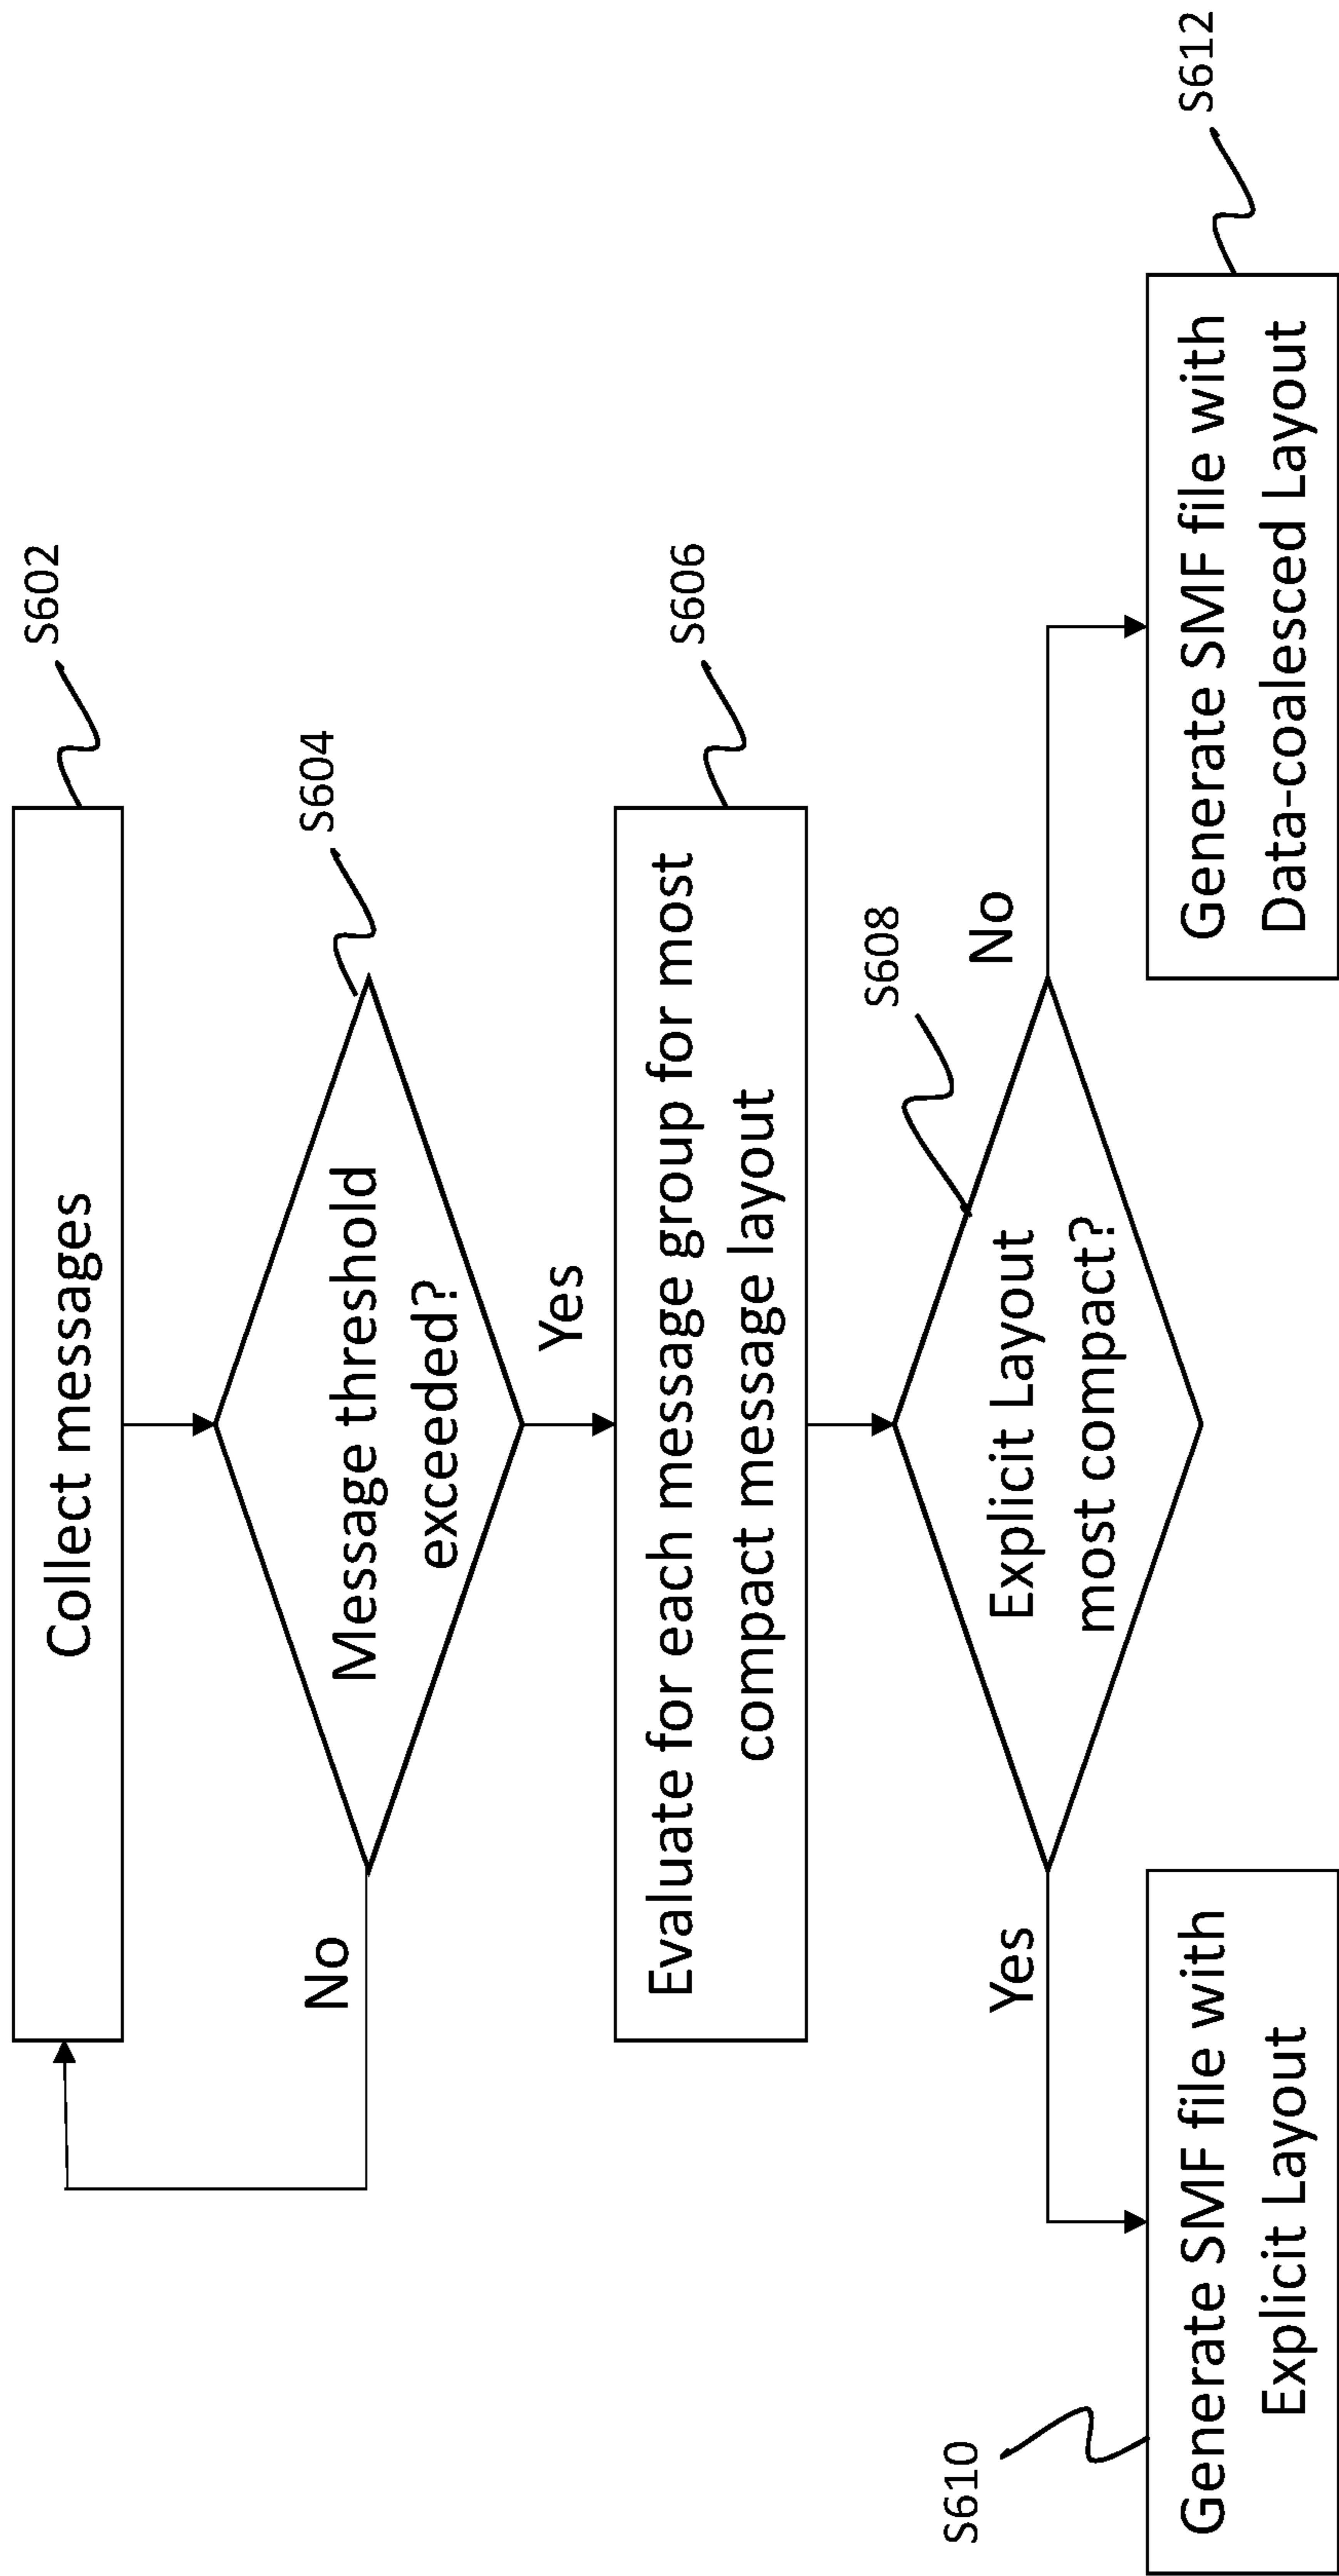 Collect messages
S602
S604
Message threshold
exceeded?
No
Yes
Evaluate for each message group for most
compact message layout
S606
S608
Explicit Layout
most compact?
Yes
No
S610
Generate SMF file with
Explicit Layout
Generate SMF file with
Data-coalesced Layout
S612